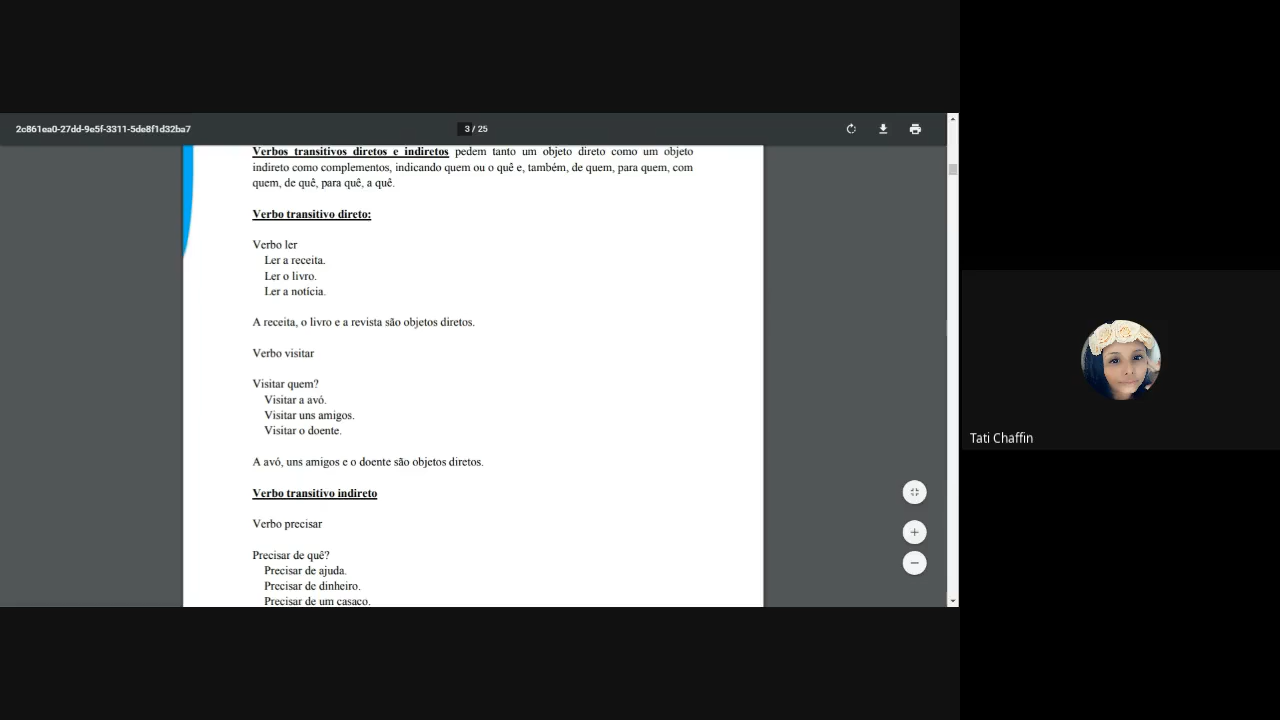 2c861ea0-27dd-9e5f-3311-5de8f1d32ba7
3 / 25
Verbos transitivos diretos e indiretos pedem tanto um objeto direto como um objeto
indireto como complementos, indicando quem ou o quê e, também, de quem, para quem, com
quem, de quê, para quê, a quê.
Verbo transitivo direto:
Verbo ler
Ler a receita.
Ler o livro.
Ler a notícia.
A receita, o livro e a revista são objetos diretos.
Verbo visitar
Visitar quem?
Visitar a avó.
Visitar uns amigos.
Visitar o doente.
A avó, uns amigos e o doente são objetos diretos.
Verbo transitivo indireto
Verbo precisar
Precisar de quê?
Precisar de ajuda.
Precisar de dinheiro.
Precisar de um casaco.
Tati Chaffin